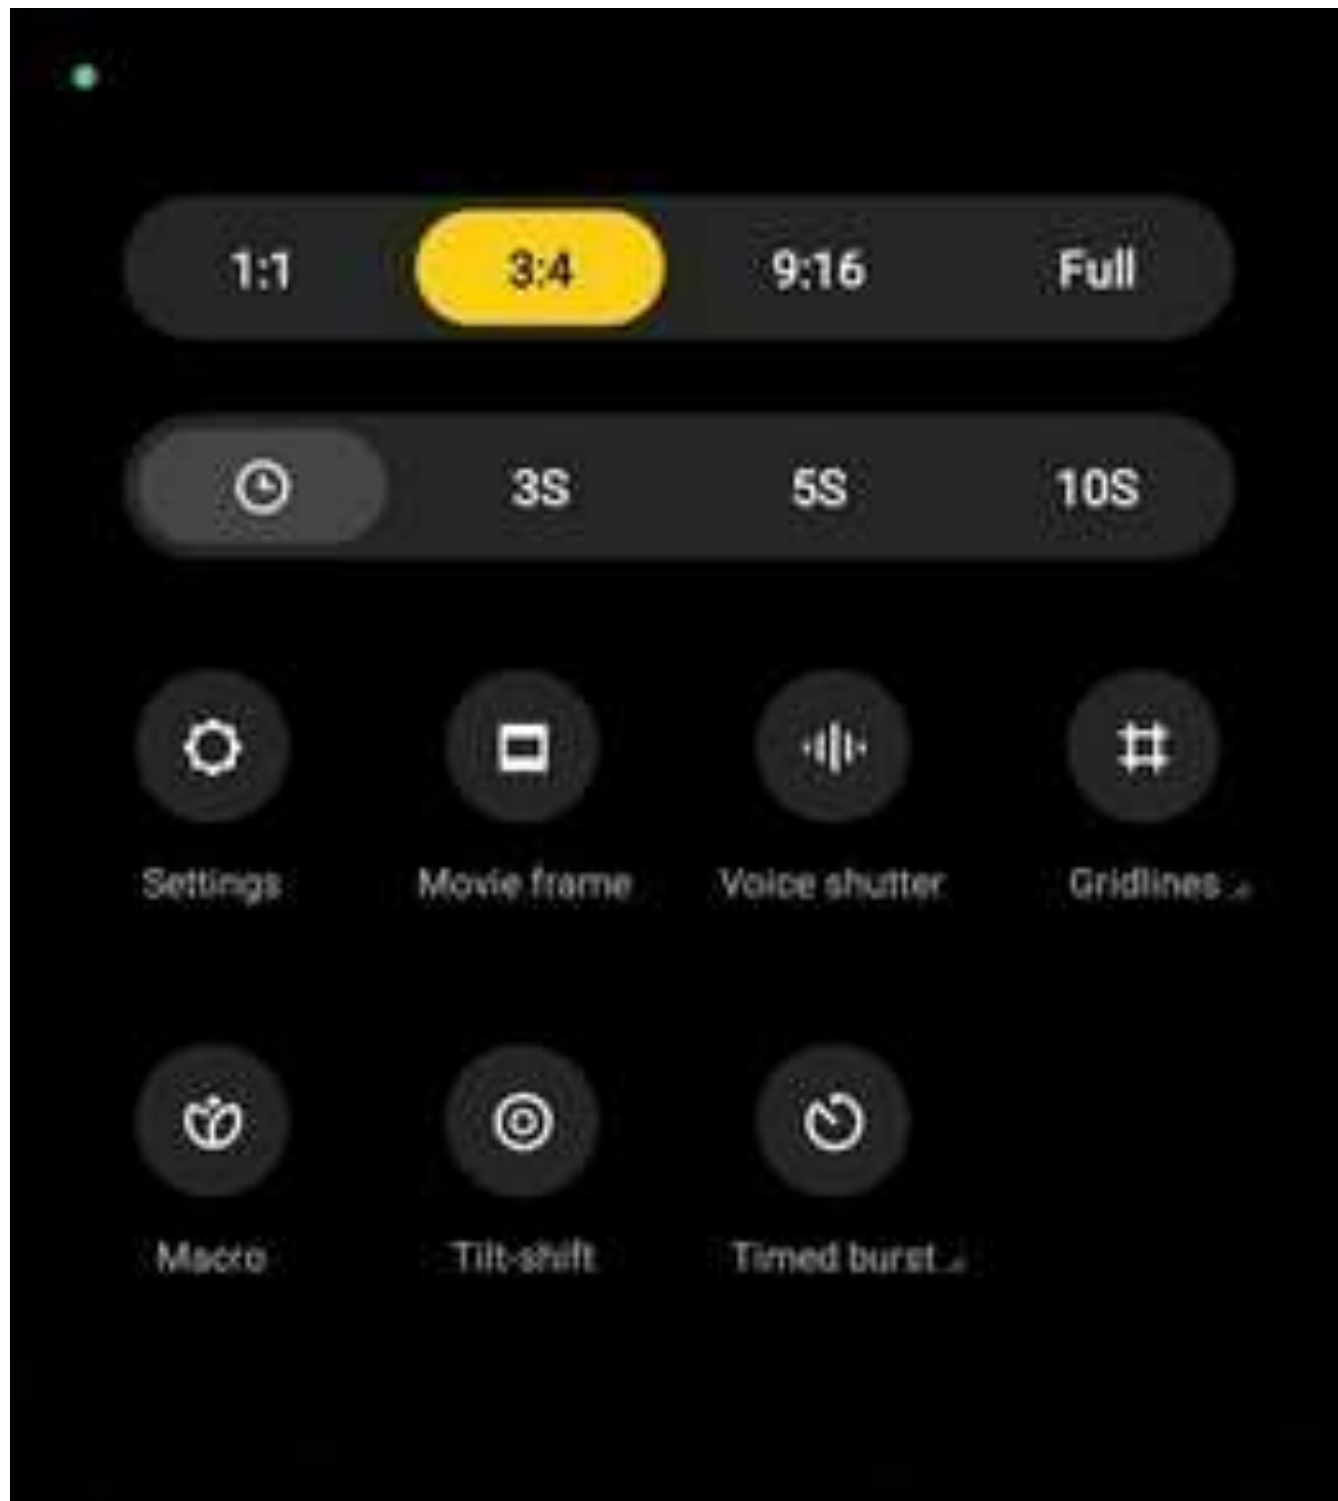 1:1 3:4 9:16 Full
3S 5S 10S
Settings Movie frame Voice shutter Gridlines
Macro Tilt-shift Timed burst